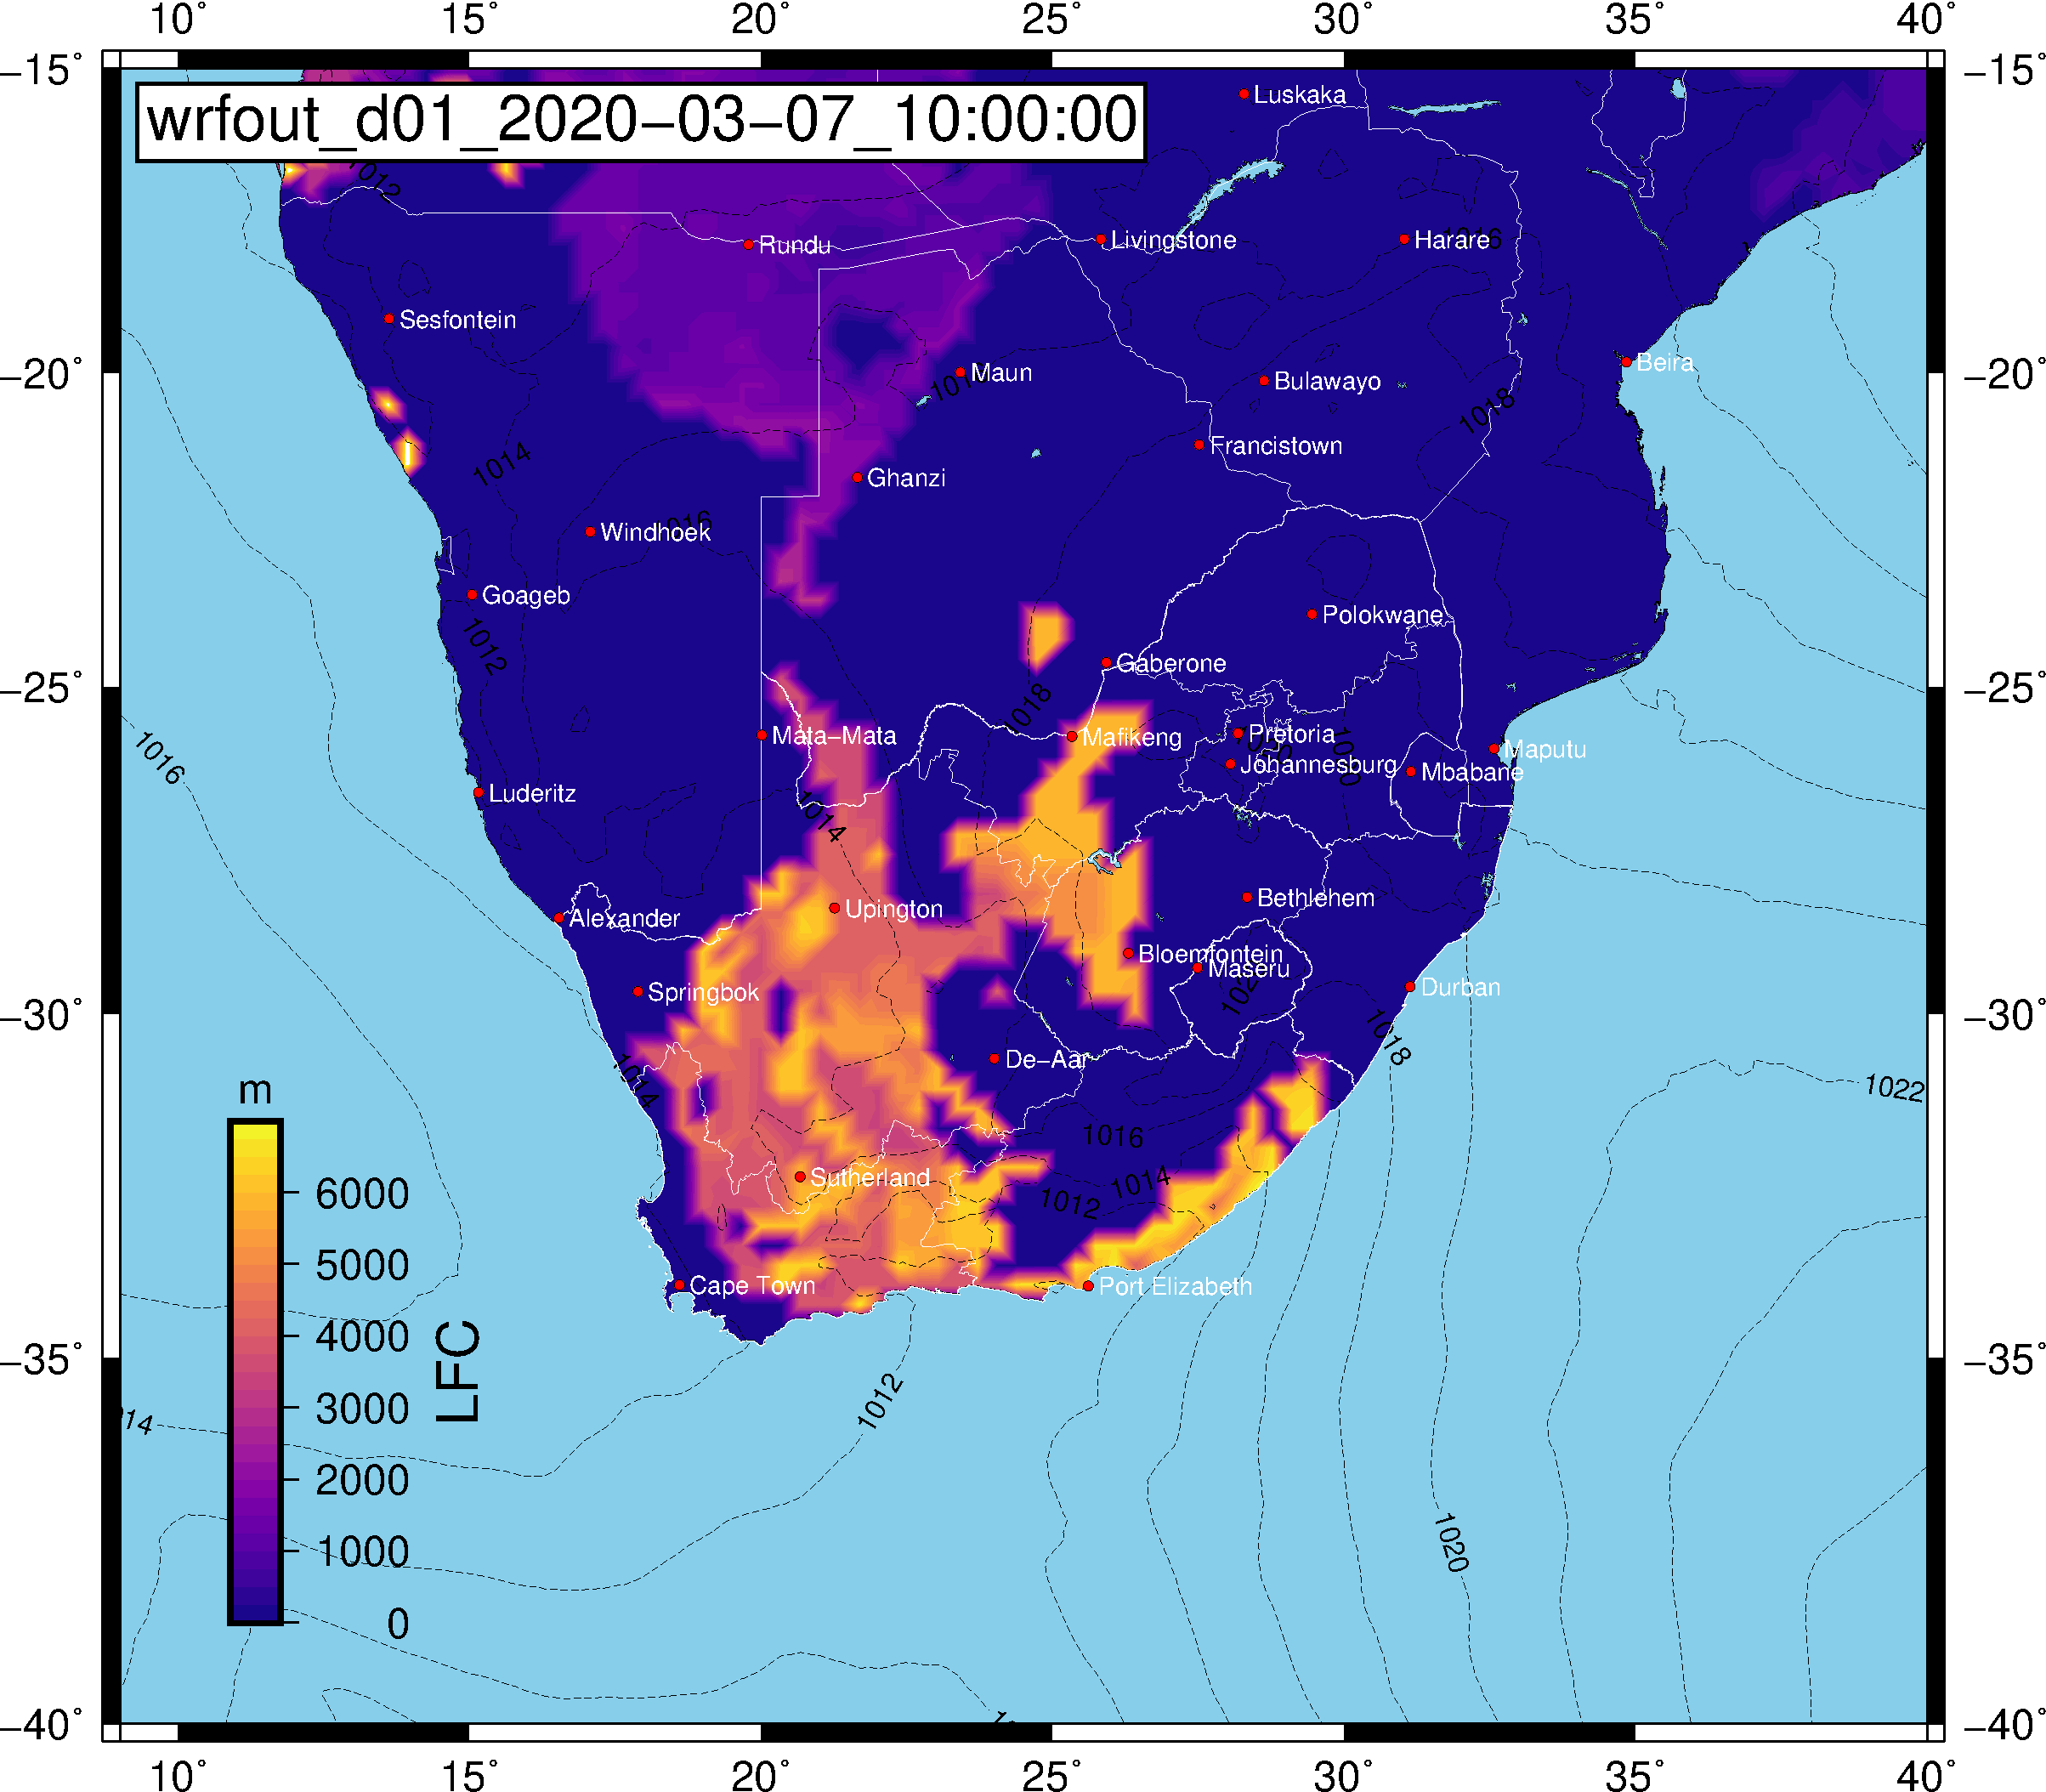 10° 15° 20° 25° 30° 35° 40°
−15° −15°
wrfout_d01_2020−03−07_10:00:00
Luskaka
1012
Rundu
Livingstone
Harare
1016
Sesfontein
−20° −20°
Beira
Maun
Bulawayo
1018
1014
Francistown
Ghanzi
Windhoek
1016
Goageb
Polokwane
1012
Gaberone
−25° −25°
1018
1016
Mata−Mata
Mafikeng
Pretoria
Johannesburg
Maputu
Mbabane
Luderitz
1014
Bethlehem
Upington
Alexander
Bloemfontein
Maseru
Springbok
Durban
−30° −30°
1018
De−Aar
1014
1022
m
1016
Sutherland
1014
1012
6000
5000
Cape Town
Port Elizabeth
4000
−35° −35°
LFC
1012
3000
14
2000
1020
1000
0
−40° −40°
10° 15° 20° 25° 30° 35° 40°